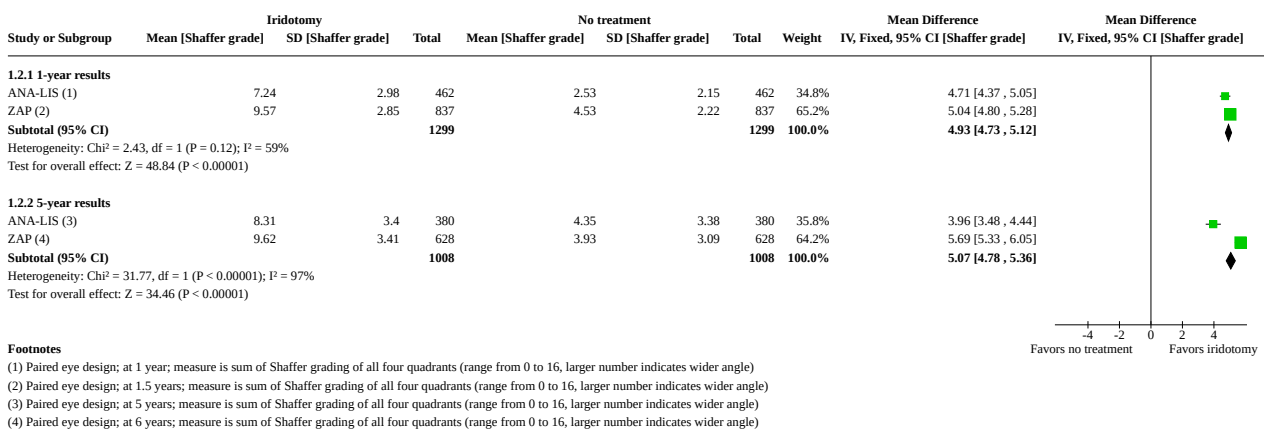 Iridotomy No treatment Mean Difference Mean Difference
Study or Subgroup Mean [Shaffer grade] SD [Shaffer grade] Total Mean [Shaffer grade] SD [Shaffer grade] Total Weight IV, Fixed, 95% CI [Shaffer grade] IV, Fixed, 95% CI [Shaffer grade]
1.2.1 1-year results
ANA-LIS (1) 7.24 2.98 462 2.53 2.15 462 34.8% 4.71 [4.37 , 5.05]
ZAP (2) 9.57 2.85 837 4.53 2.22 837 65.2% 5.04 [4.80 , 5.28]
Subtotal (95% CI) 1299 1299 100.0% 4.93 [4.73 , 5.12]
Heterogeneity: Chi² = 2.43, df = 1 (P = 0.12); I² = 59%
Test for overall effect: Z = 48.84 (P < 0.00001)
1.2.2 5-year results
ANA-LIS (3) 8.31 3.4 380 4.35 3.38 380 35.8% 3.96 [3.48 , 4.44]
ZAP (4) 9.62 3.41 628 3.93 3.09 628 64.2% 5.69 [5.33 , 6.05]
Subtotal (95% CI) 1008 1008 100.0% 5.07 [4.78 , 5.36]
Heterogeneity: Chi² = 31.77, df = 1 (P < 0.00001); I² = 97%
Test for overall effect: Z = 34.46 (P < 0.00001)
-4 -2 0 2 4
Favors no treatment Favors iridotomy
Footnotes
(1) Paired eye design; at 1 year; measure is sum of Shaffer grading of all four quadrants (range from 0 to 16, larger number indicates wider angle)
(2) Paired eye design; at 1.5 years; measure is sum of Shaffer grading of all four quadrants (range from 0 to 16, larger number indicates wider angle)
(3) Paired eye design; at 5 years; measure is sum of Shaffer grading of all four quadrants (range from 0 to 16, larger number indicates wider angle)
(4) Paired eye design; at 6 years; measure is sum of Shaffer grading of all four quadrants (range from 0 to 16, larger number indicates wider angle)